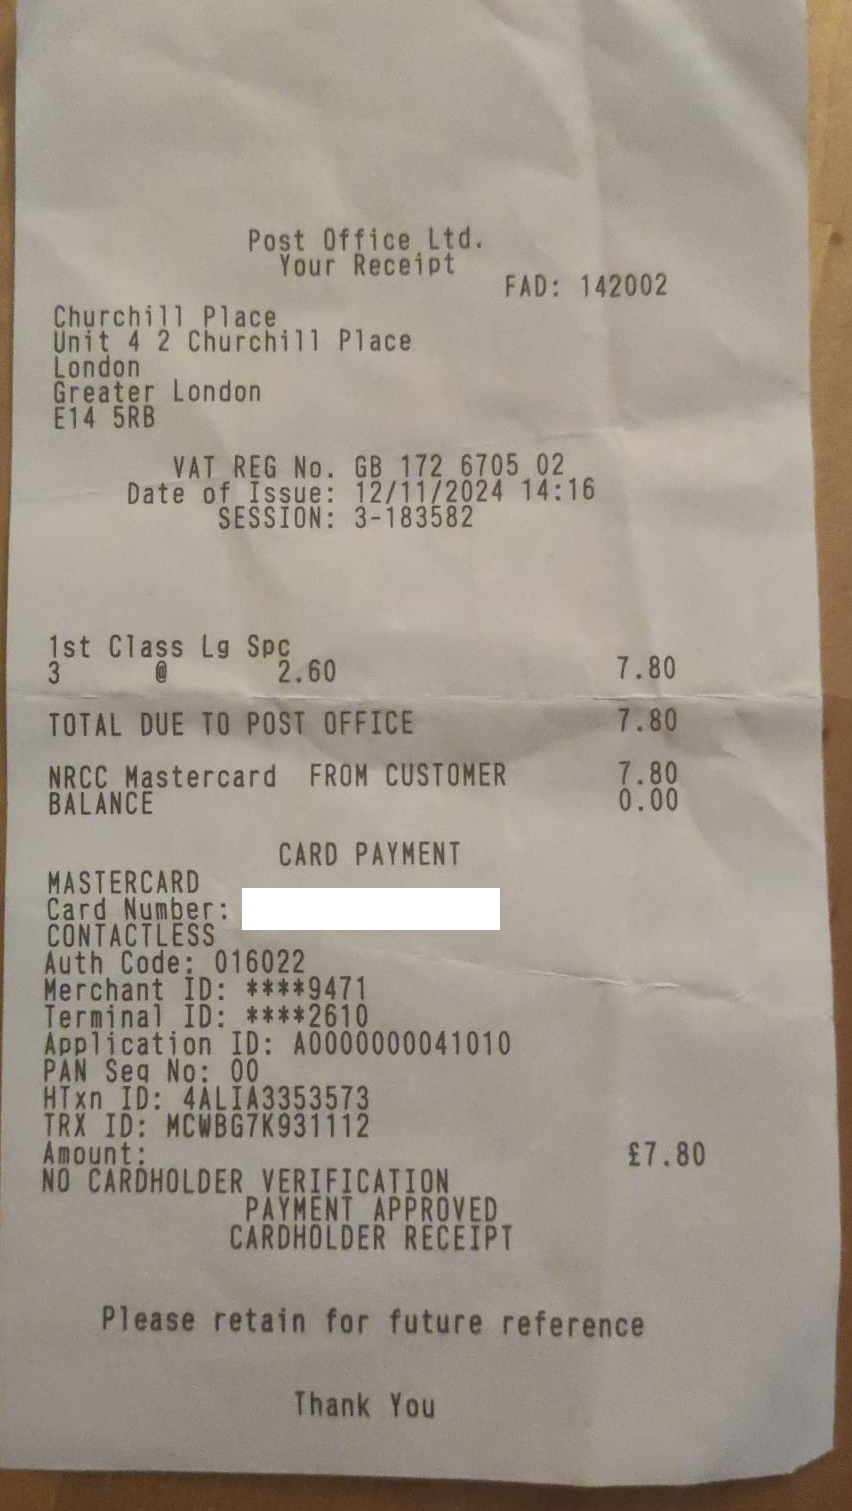 Post Office Ltd.
Your Receipt
FAD: 142002
Churchill Place
Unit 4 2 Churchill Place
London
Greater London
E14 5RB
VAT REG No. GB 172 6705 02
Date of Issue: 12/11/2024 14:16
SESSION: 3-183582
1st Class Lg Spc
3 @ 2.60 7.80
TOTAL DUE TO POST OFFICE 7.80
NRCC Mastercard FROM CUSTOMER 7.80
BALANCE 0.00
CARD PAYMENT
MASTERCARD
Card Number:
CONTACTLESS
Auth Code: 016022
Merchant ID: ****9471
Terminal ID: ****2610
Application ID: A0000000041010
PAN Seq No: 00
HTxn ID: 4ALIA3353573
TRX ID: MCWBG7K931112
Amount: £7.80
NO CARDHOLDER VERIFICATION
PAYMENT APPROVED
CARDHOLDER RECEIPT
Please retain for future reference
Thank You